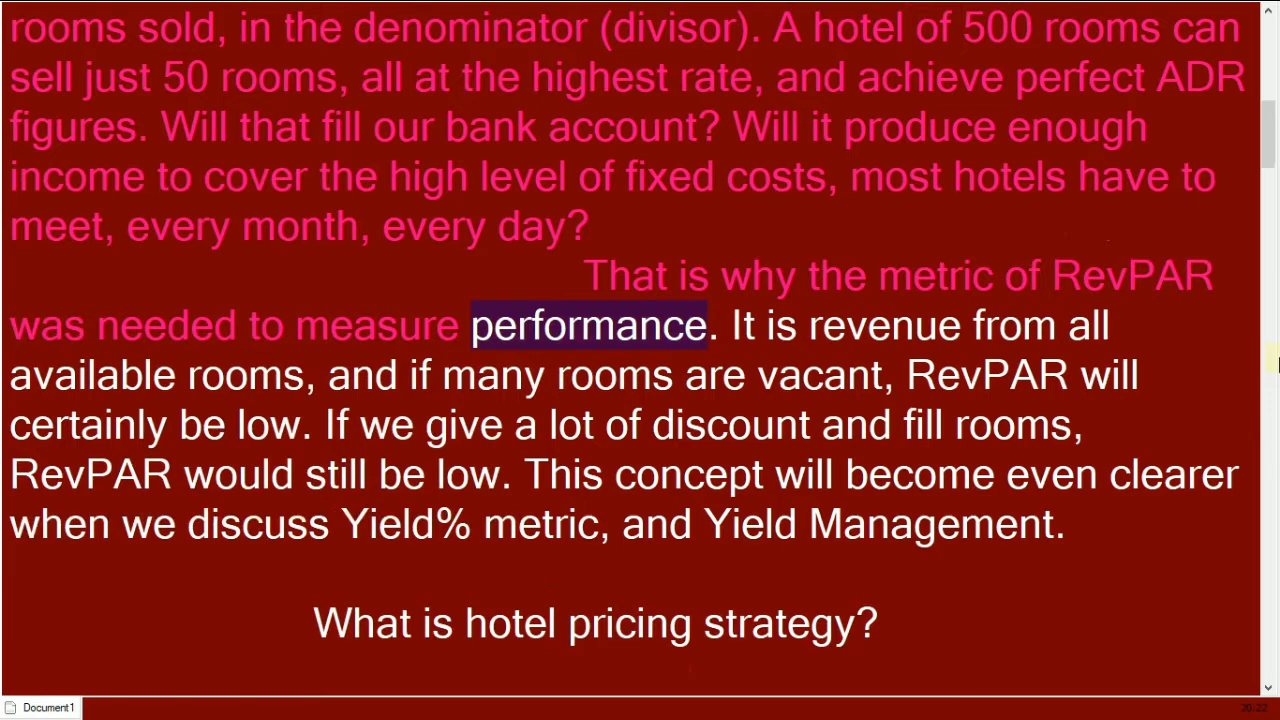 rooms sold, in the denominator (divisor). A hotel of 500 rooms can
sell just 50 rooms, all at the highest rate, and achieve perfect ADR
figures. Will that fill our bank account? Will it produce enough
income to cover the high level of fixed costs, most hotels have to
meet, every month, every day?
That is why the metric of RevPAR
was needed to measure performance. It is revenue from all
available rooms, and if many rooms are vacant, RevPAR will
certainly be low. If we give a lot of discount and fill rooms,
RevPAR would still be low. This concept will become even clearer
when we discuss Yield% metric, and Yield Management.
What is hotel pricing strategy?
Document1
20:22